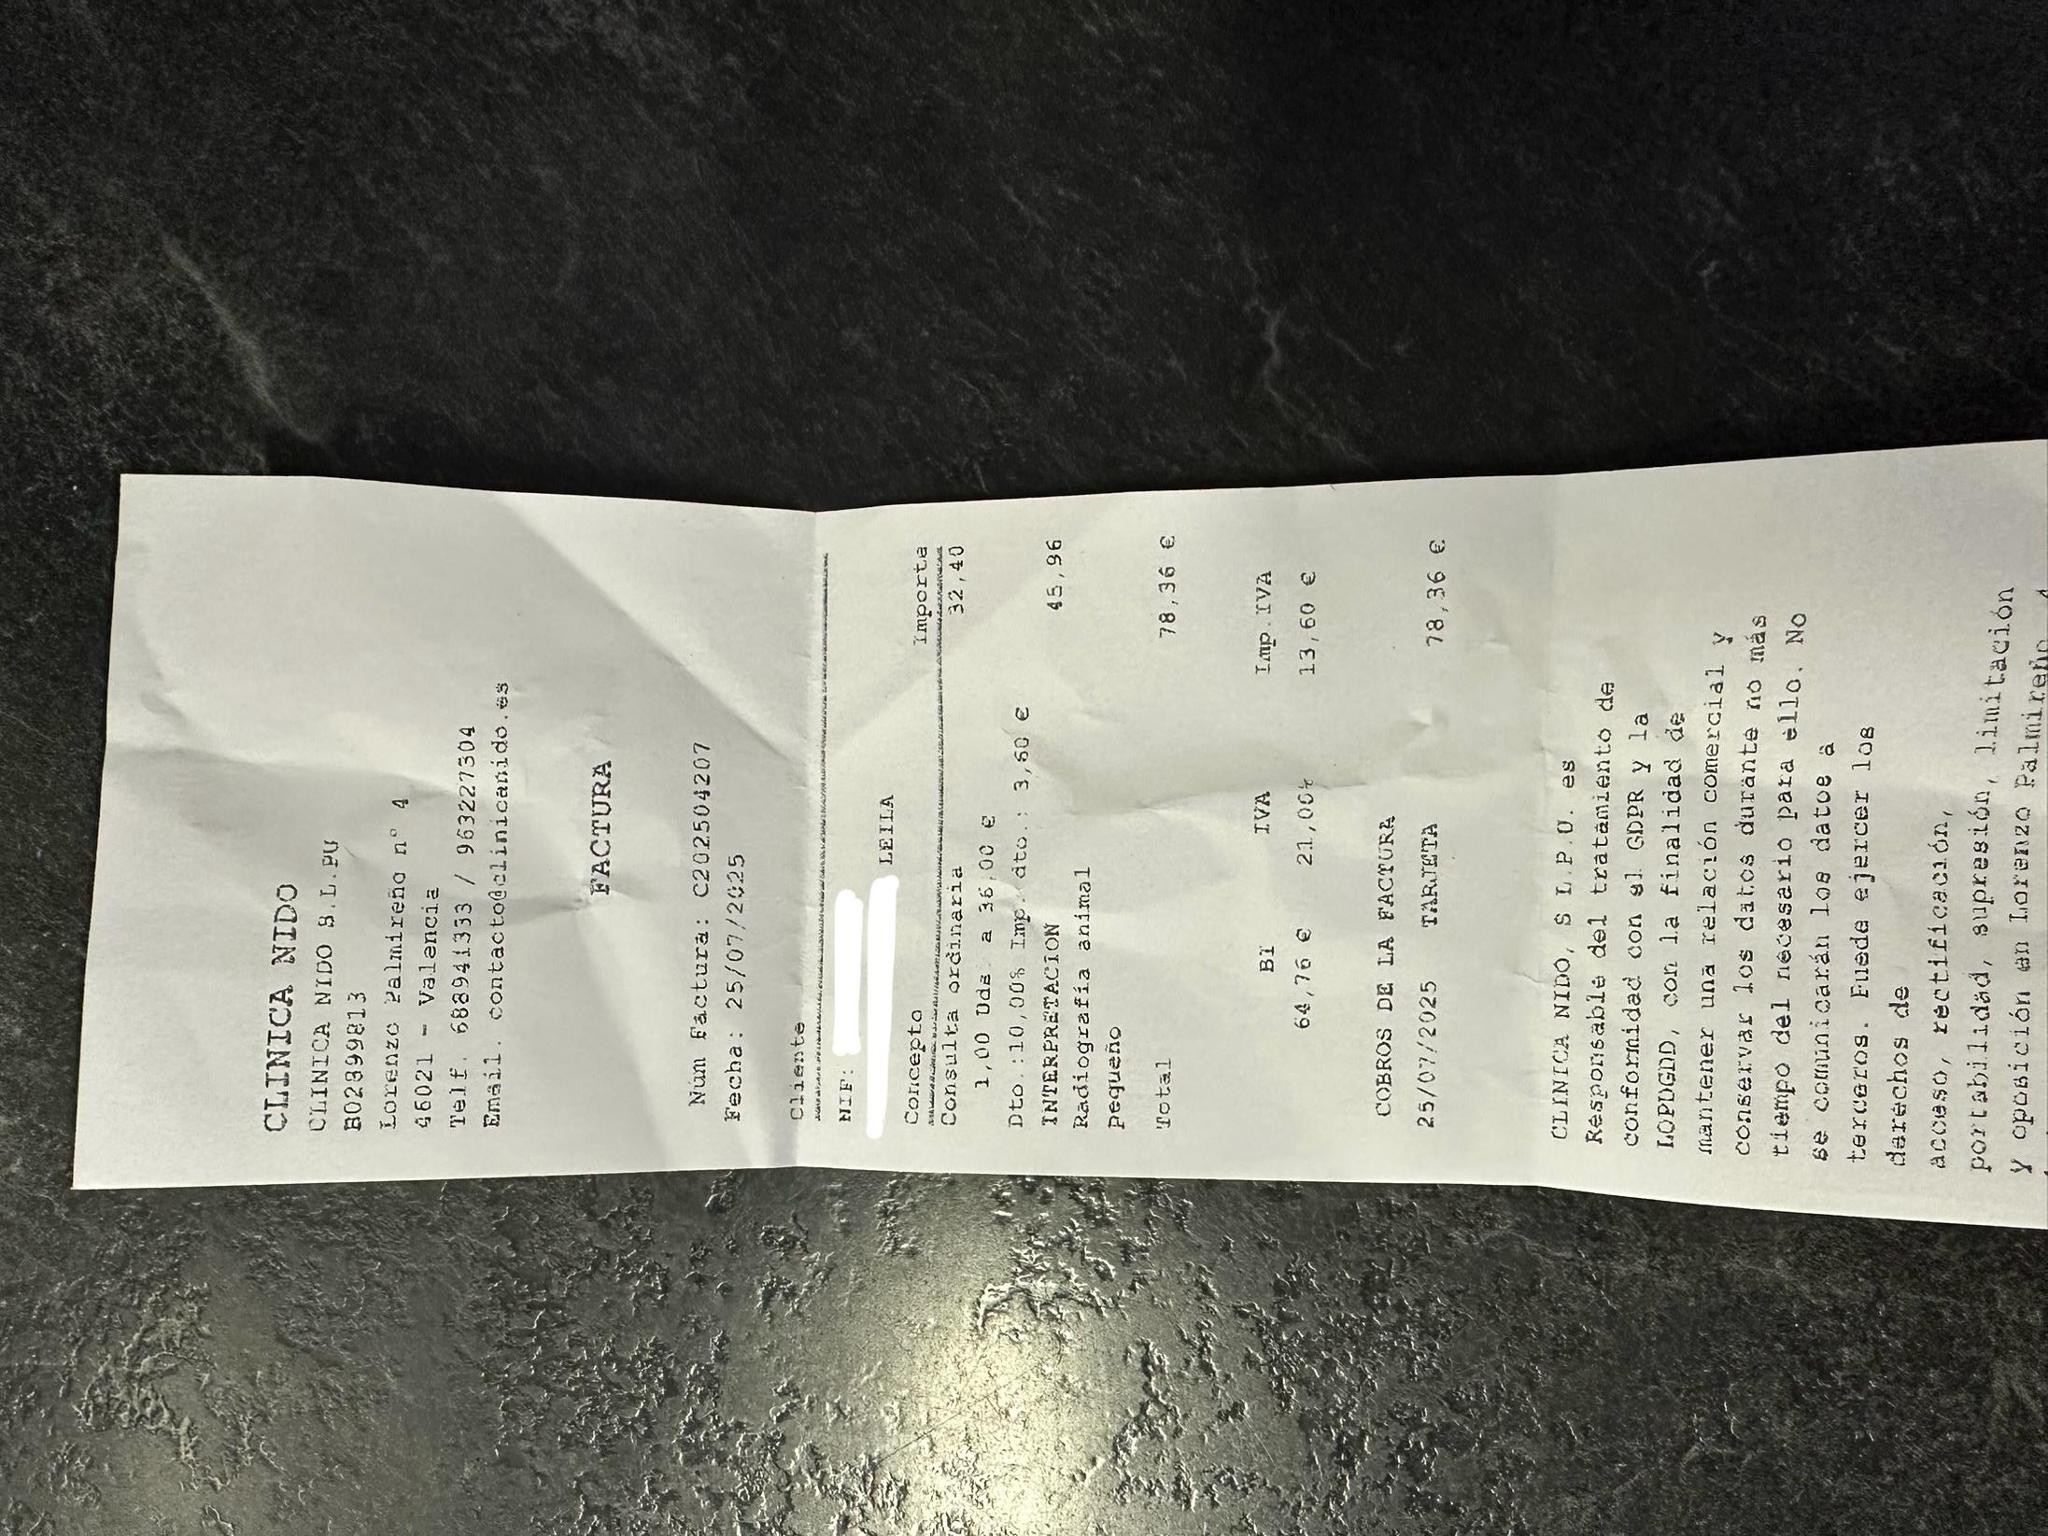 CLINICA NIDO
CLINICA NIDO S.L.PU
B02899813
Lorenzo Palmireño nº 4
46021 - Valencia
Telf. 688941333 / 963227304
Email. contacto@clinicanido.es
FACTURA
Núm Factura: C202504207
Fecha: 25/07/2025
Cliente
NIF:
LEILA
Concepto Importe
Consulta ordinaria 32,40
1,00 Uds a 36,00 €
Dto.:10,00% Imp. dto.: 3,60 €
INTERPRETACION 45,96
Radiografía animal
pequeño
Total 78,36 €
BI IVA Imp.IVA
64,76 € 21,00% 13,60 €
COBROS DE LA FACTURA
25/07/2025 TARJETA 78,36 €
CLINICA NIDO, S L.P.U. es
Responsable del tratamiento de
conformidad con el GDPR y la
LOPDGDD, con la finalidad de
mantener una relación comercial y
conservar los datos durante no más
tiempo del necesario para ello. No
se comunicarán los datos a
terceros. Puede ejercer los
derechos de
acceso, rectificación,
portabilidad, supresión, limitación
y oposición en Lorenzo Palmireño 4